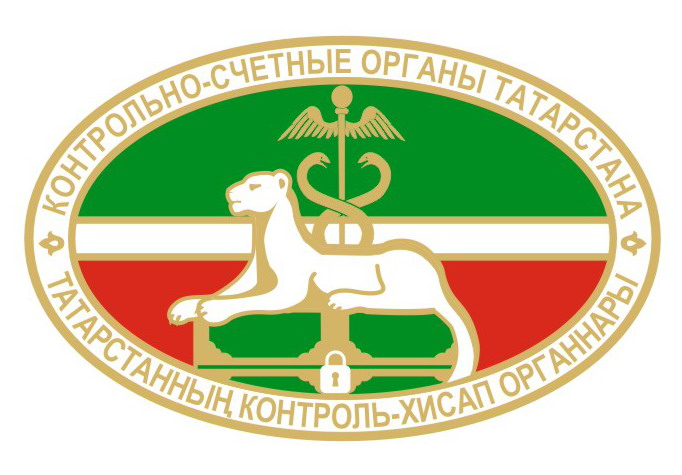 КОНТРОЛЬНО-СЧЕТНЫЕ ОРГАНЫ ТАТАРСТАНА
ТАТАРСТАННЫҢ КОНТРОЛЬ-ХИСАП ОРГАННАРЫ